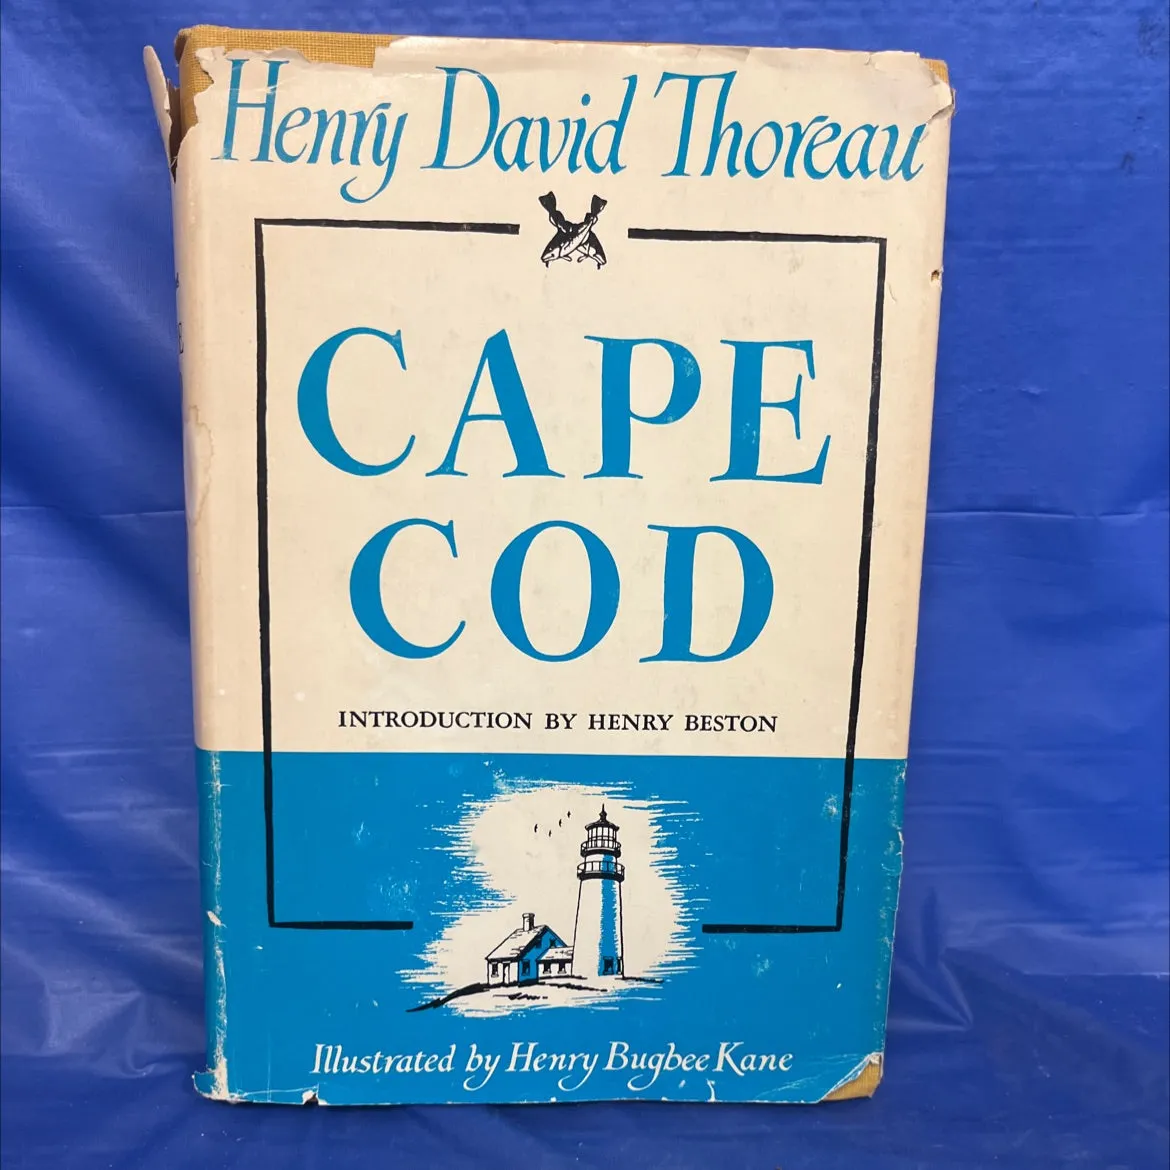 Henry David Thoreau
CAPE
COD
INTRODUCTION BY HENRY BESTON
Illustrated by Henry Bugbee Kane